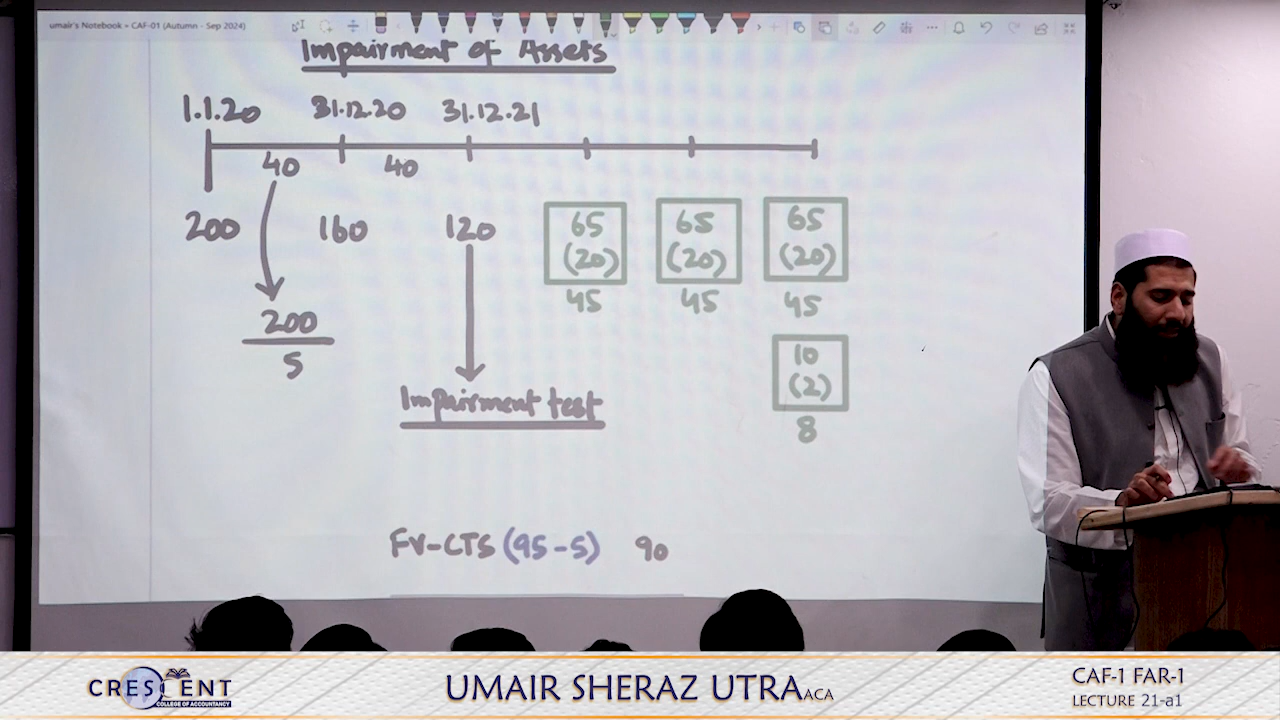 umair's Notebook » CAF-01 (Autumn - Sep 2024)
Impairment of Assets
1.1.20 31.12.20 31.12.21
40 40
200 160 120 65 65 65
(20) (20) (20)
45 45 45
200
5
10
(2)
8
Impairment test
FV-CTS (95-5) 90
CRESCENT
COLLEGE OF ACCOUNTANCY
UMAIR SHERAZ UTRA ACA
CAF-1 FAR-1
LECTURE 21-a1